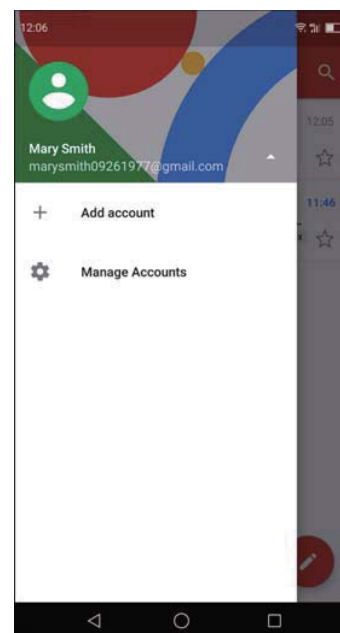 12:06
Mary Smith
marysmith09261977@gmail.com
12:05
11:46
Add account
Manage Accounts